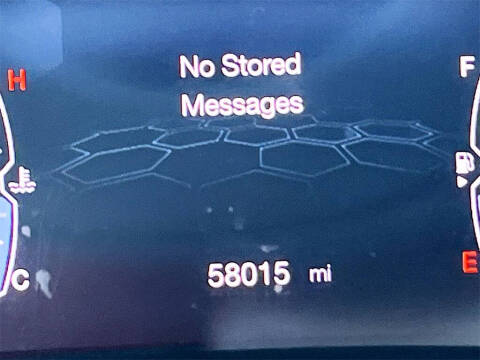 H
No Stored
F
Messages
C
58015 mi
E